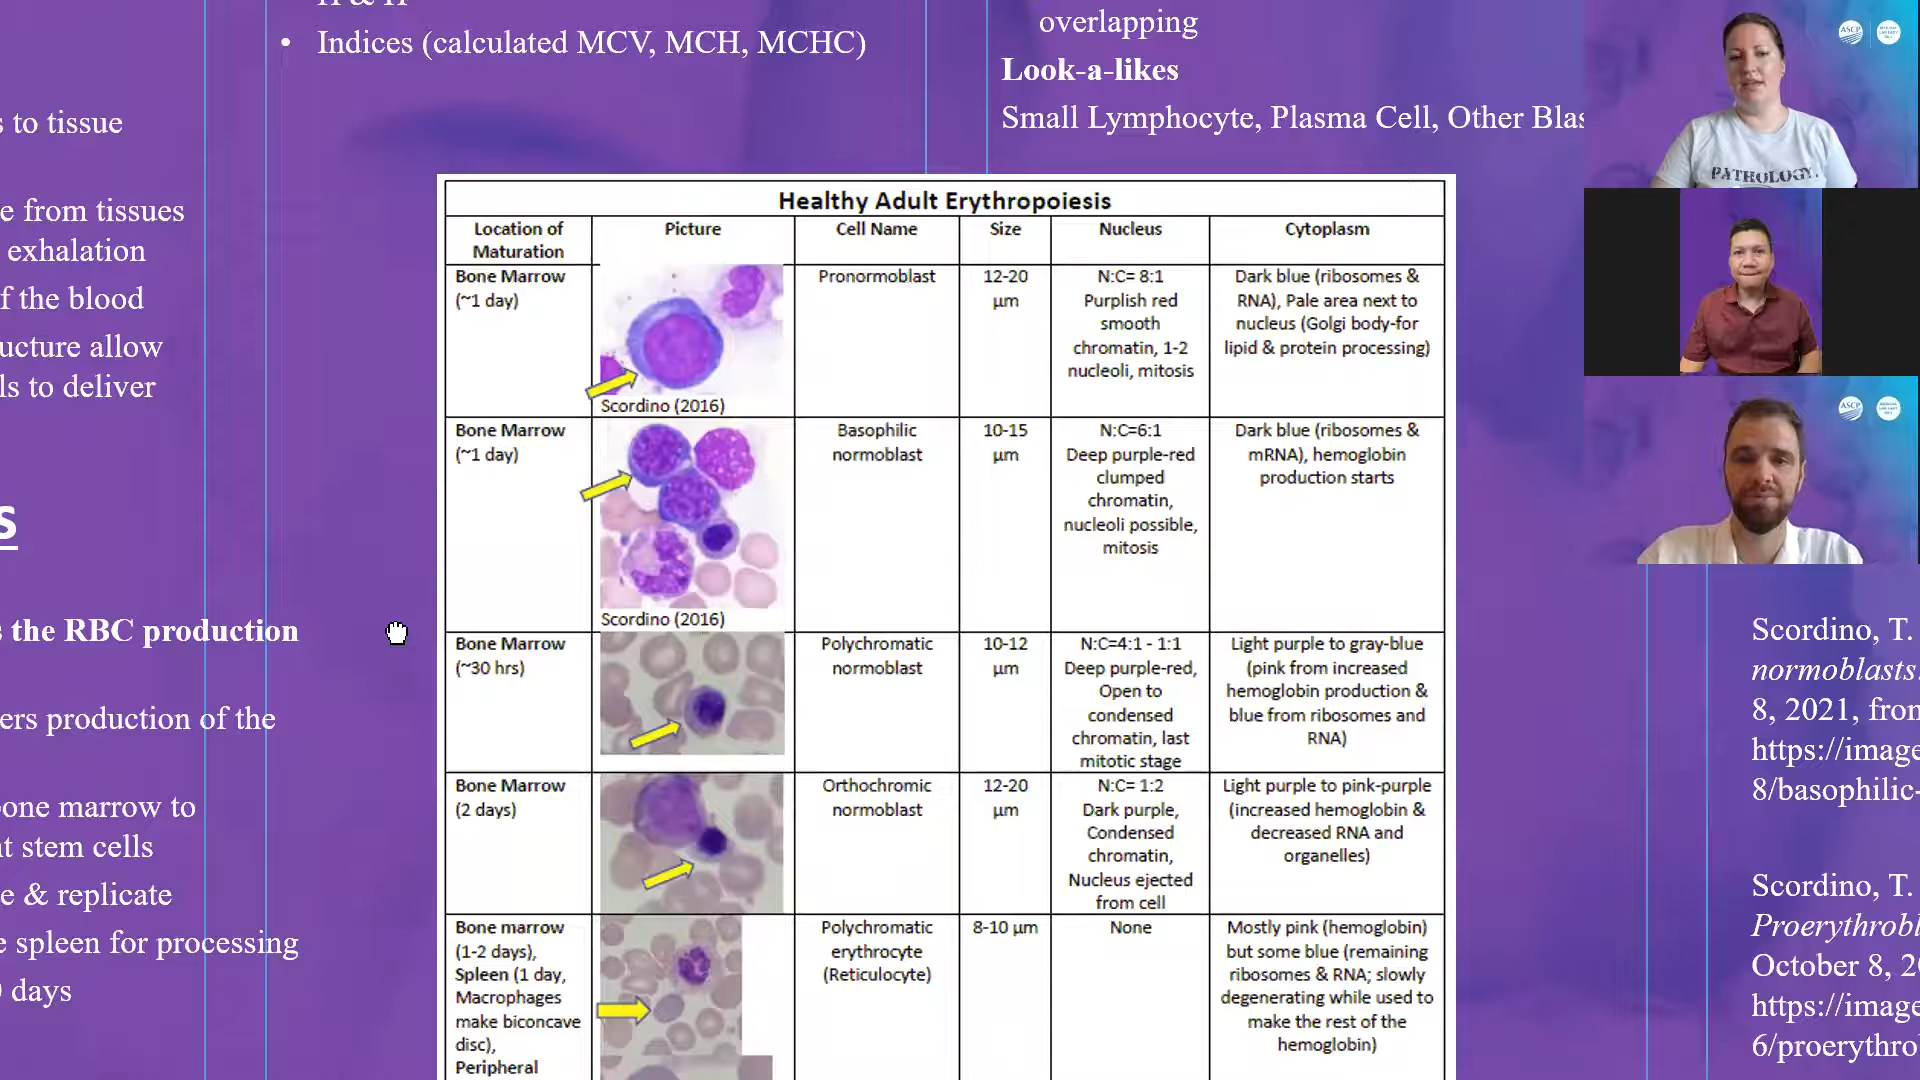 • Indices (calculated MCV, MCH, MCHC)
overlapping
Look-a-likes
Small Lymphocyte, Plasma Cell, Other
to tissue
from tissues
exhalation
of the blood
allow
to deliver
the RBC production
production of the
bone marrow to
stem cells
& replicate
spleen for processing
days
Healthy Adult Erythropoiesis
Location of
Maturation
Picture
Cell Name
Size
Nucleus
Cytoplasm
Bone Marrow
(~1 day)
Scordino (2016)
Pronormoblast
12-20
µm
N:C= 8:1
Purplish red
smooth
chromatin, 1-2
nucleoli, mitosis
Dark blue (ribosomes &
RNA), Pale area next to
nucleus (Golgi body-for
lipid & protein processing)
Bone Marrow
(~1 day)
Scordino (2016)
Basophilic
normoblast
10-15
µm
N:C=6:1
Deep purple-red
clumped
chromatin,
nucleoli possible,
mitosis
Dark blue (ribosomes &
mRNA), hemoglobin
production starts
Bone Marrow
(~30 hrs)
Polychromatic
normoblast
10-12
µm
N:C=4:1 - 1:1
Deep purple-red,
Open to
condensed
chromatin, last
mitotic stage
Light purple to gray-blue
(pink from increased
hemoglobin production &
blue from ribosomes and
RNA)
Bone Marrow
(2 days)
Orthochromic
normoblast
12-20
µm
N:C= 1:2
Dark purple,
Condensed
chromatin,
Nucleus ejected
from cell
Light purple to pink-purple
(increased hemoglobin &
decreased RNA and
organelles)
Bone marrow
(1-2 days),
Spleen (1 day,
Macrophages
make biconcave
disc),
Peripheral
Polychromatic
erythrocyte
(Reticulocyte)
8-10 µm
None
Mostly pink (hemoglobin)
but some blue (remaining
ribosomes & RNA; slowly
degenerating while used to
make the rest of the
hemoglobin)
ASCP
PATHOLOGY.
ASCP
Scordino, T.
normoblasts.
8, 2021, from
https://image
8/basophilic-
Scordino, T.
Proerythrobl
October 8, 20
https://image
6/proerythro